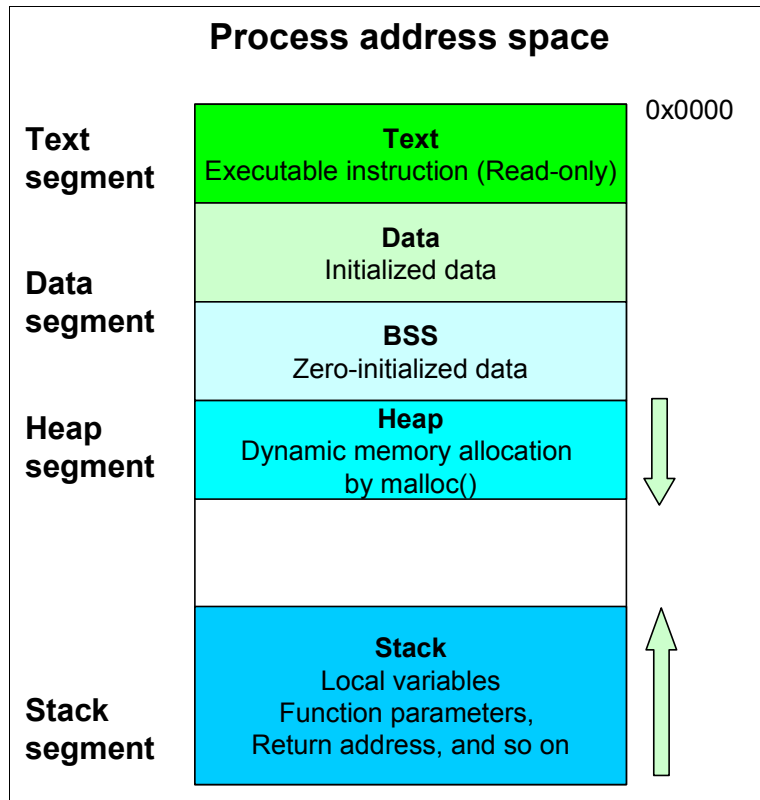 Process address space
0x0000
Text
segment
Text
Executable instruction (Read-only)
Data
segment
Data
Initialized data
BSS
Zero-initialized data
Heap
segment
Heap
Dynamic memory allocation
by malloc()
Stack
segment
Stack
Local variables
Function parameters,
Return address, and so on